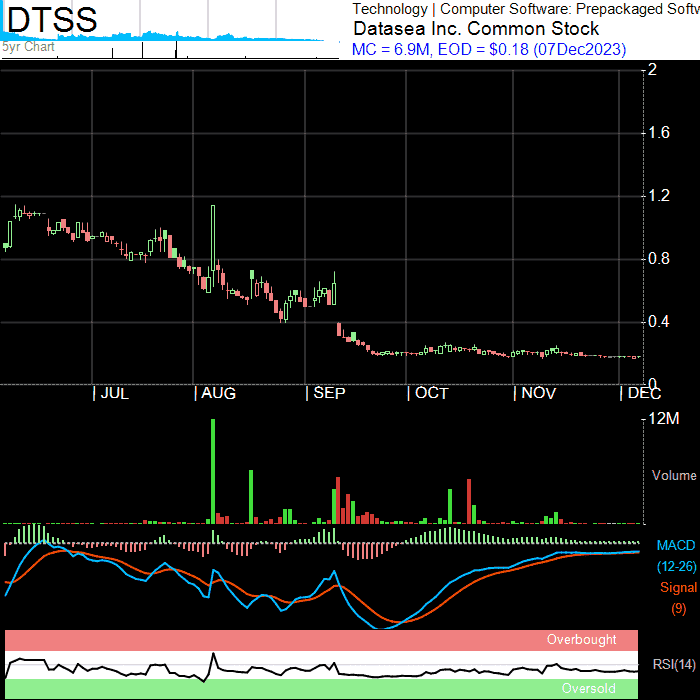 DTSS
5yr Chart
Technology | Computer Software: Prepackaged Softw
Datasea Inc. Common Stock
MC = 6.9M, EOD = $0.18 (07Dec2023)
2
1.6
1.2
0.8
0.4
0
| JUL | AUG | SEP | OCT | NOV | DEC
12M
Volume
MACD
(12-26)
Signal
(9)
Overbought
RSI(14)
Oversold